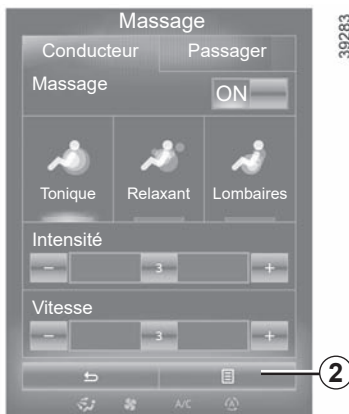 Massage
39283
Conducteur Passager
Massage ON
Tonique Relaxant Lombaires
Intensité
- 3 +
Vitesse
- 3 +
2
A/C